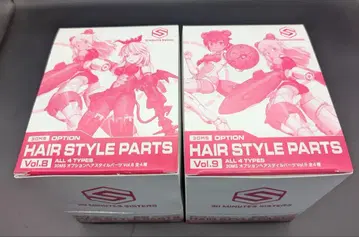 30MS OPTION
HAIR STYLE PARTS
Vol.8 ALL 4 TYPES
30MS オプションヘアスタイルパーツ Vol.8 全4種
30MS OPTION
HAIR STYLE PARTS
Vol.9 ALL 4 TYPES
30MS オプションヘアスタイルパーツ Vol.9 全4種
30 MINUTES SISTERS